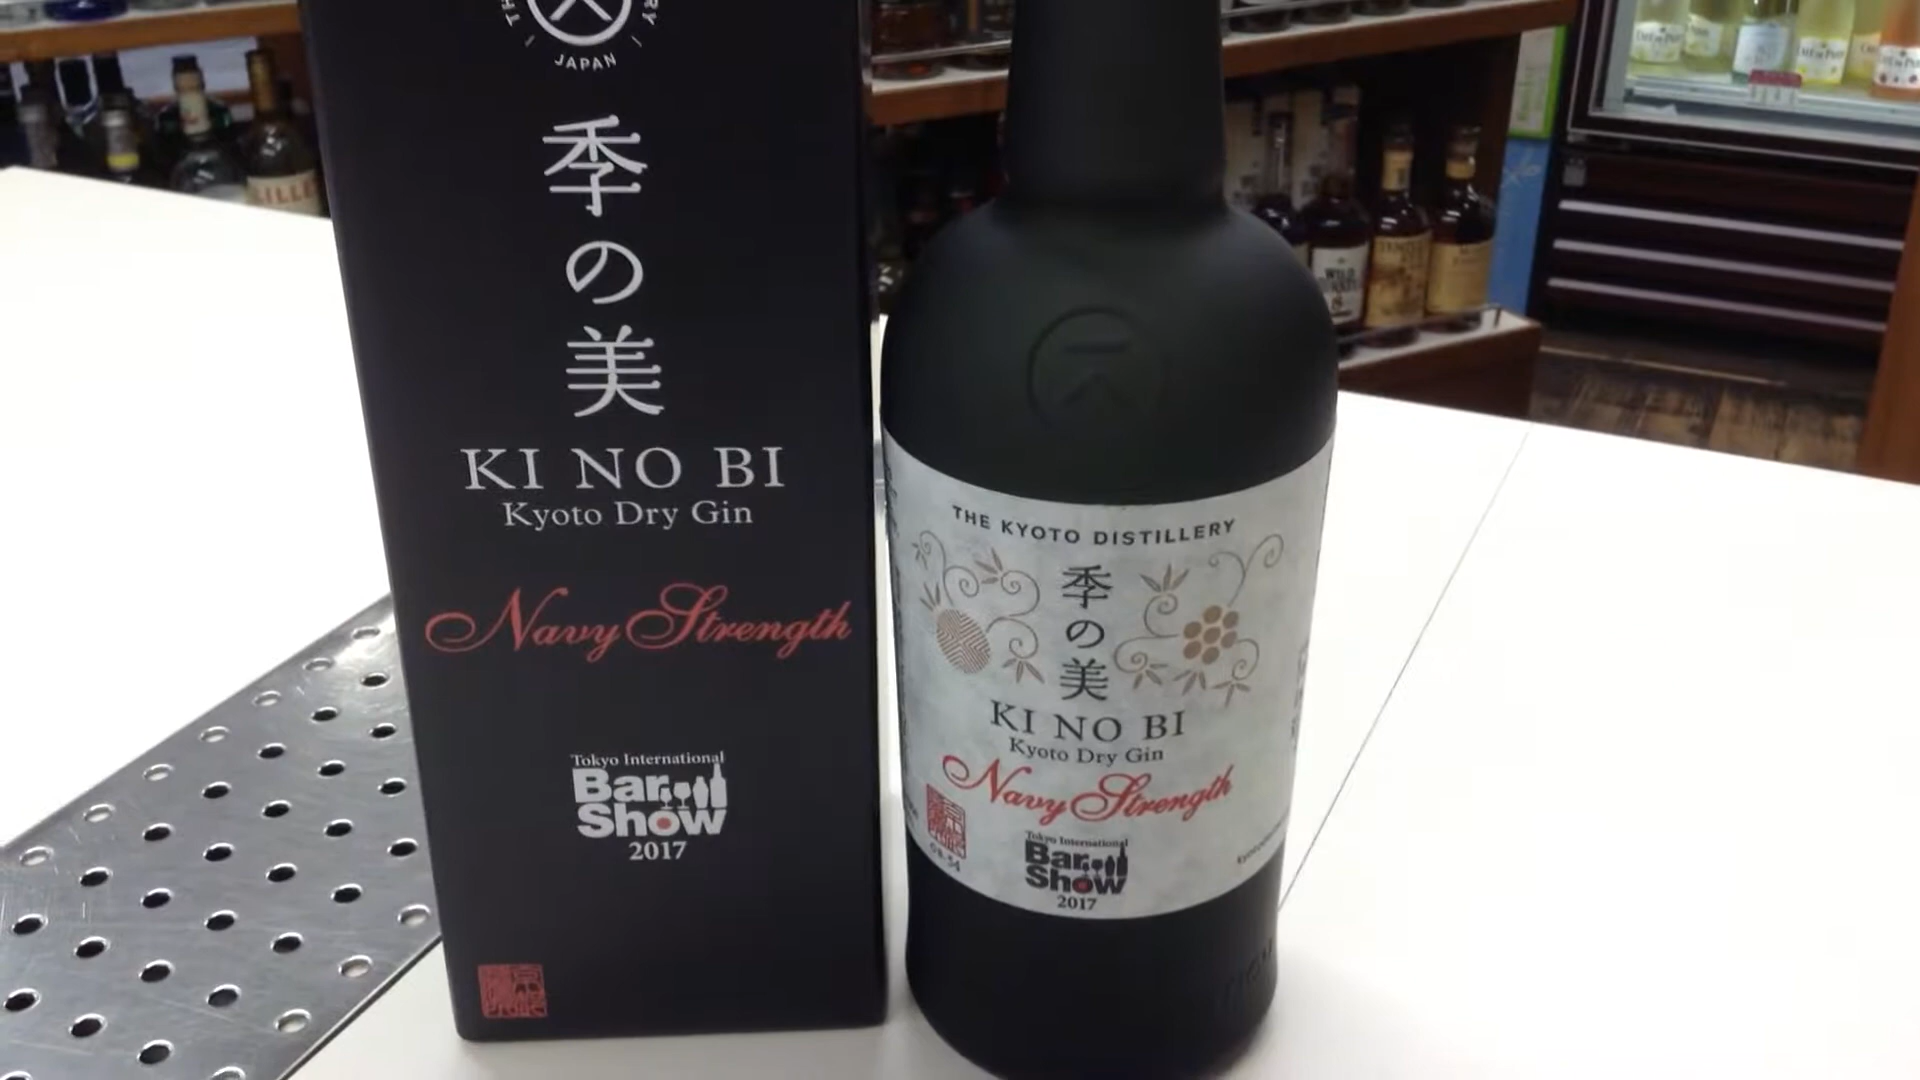 JAPAN
季の美
KI NO BI
Kyoto Dry Gin
Navy Strength
Tokyo International
Bar
Show
2017
THE KYOTO DISTILLERY
季の美
KI NO BI
Kyoto Dry Gin
Navy Strength
Tokyo International
Bar
Show
2017
WILD